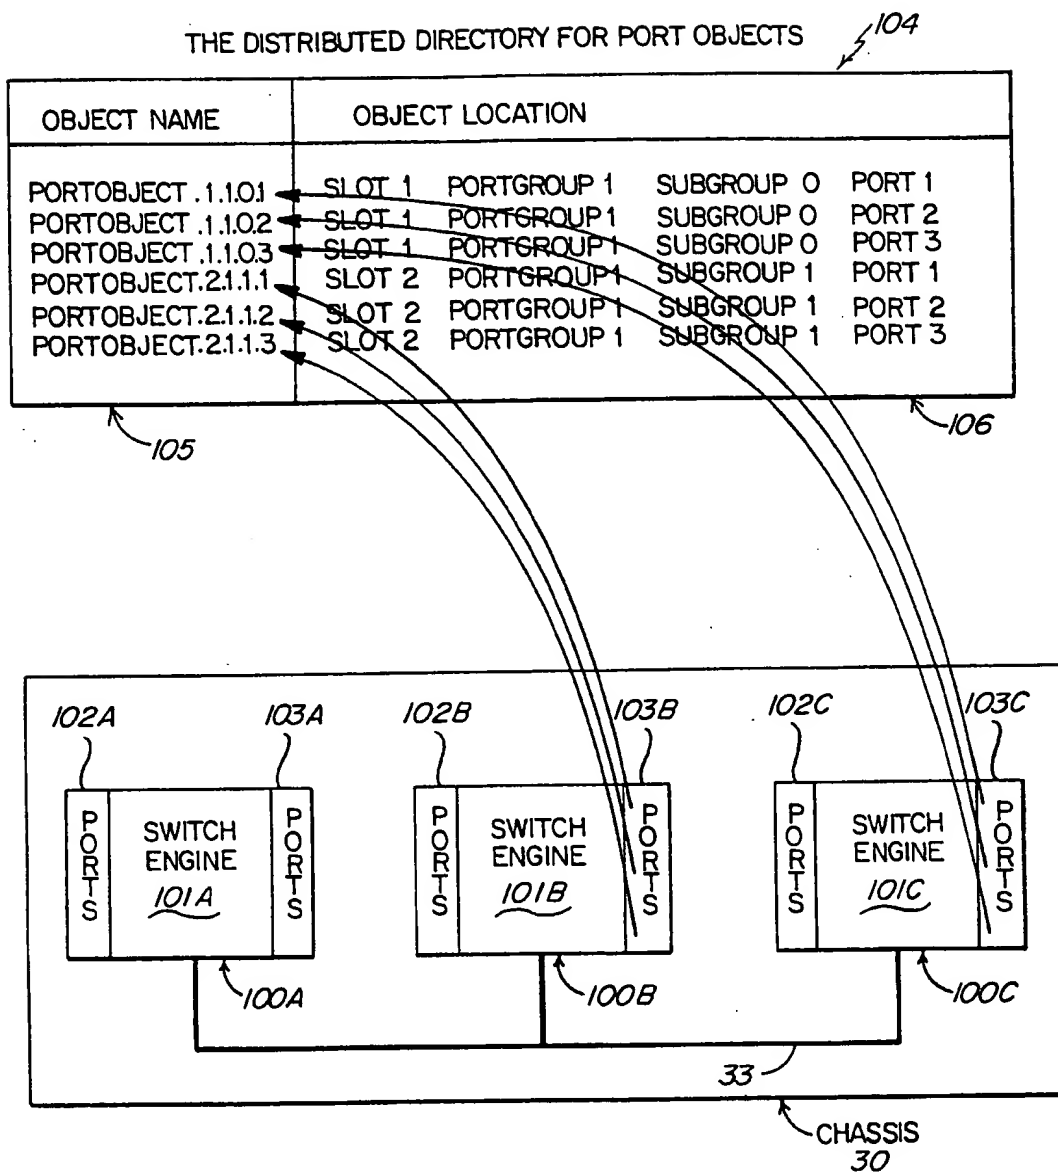 THE DISTRIBUTED DIRECTORY FOR PORT OBJECTS
104
OBJECT NAME OBJECT LOCATION
PORTOBJECT.1.1.0.1 SLOT 1 PORTGROUP 1 SUBGROUP 0 PORT 1
PORTOBJECT.1.1.0.2 SLOT 1 PORTGROUP 1 SUBGROUP 0 PORT 2
PORTOBJECT.1.1.0.3 SLOT 1 PORTGROUP 1 SUBGROUP 0 PORT 3
PORTOBJECT.2.1.1.1 SLOT 2 PORTGROUP 1 SUBGROUP 1 PORT 1
PORTOBJECT.2.1.1.2 SLOT 2 PORTGROUP 1 SUBGROUP 1 PORT 2
PORTOBJECT.2.1.1.3 SLOT 2 PORTGROUP 1 SUBGROUP 1 PORT 3
105
106
102A 103A 102B 103B 102C 103C
PORTS
SWITCH
ENGINE
101A
PORTS
PORTS
SWITCH
ENGINE
101B
PORTS
PORTS
SWITCH
ENGINE
101C
PORTS
100A 100B 100C
33
CHASSIS
30